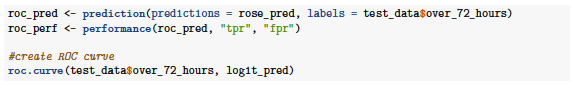 roc_pred <- prediction(predictions = rose_pred, labels = test_data$over_72_hours)
roc_perf <- performance(roc_pred, "tpr", "fpr")
#create ROC curve
roc.curve(test_data$over_72_hours, logit_pred)